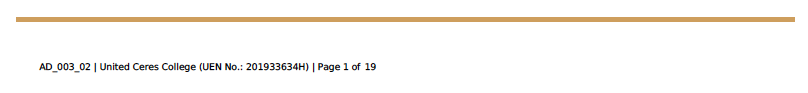 AD_003_02 | United Ceres College (UEN No.: 201933634H) | Page 1 of 19